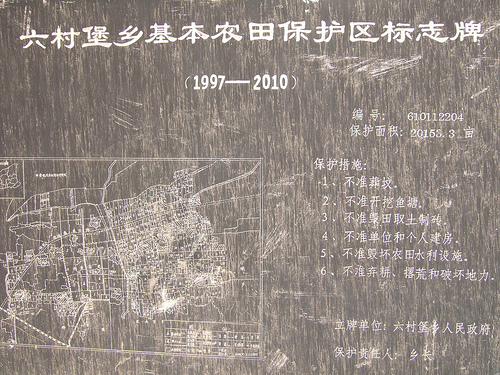 六村堡乡基本农田保护区标志牌
（1997—2010）
编号: 610112204
保护面积: 20153.3 亩
保护措施:
1、不准葬坟。
2、不准开挖鱼塘。
3、不准毁田取土制砖。
4、不准单位和个人建房。
5、不准毁坏农田水利设施。
6、不准弃耕、撂荒和破坏地力。
立牌单位: 六村堡乡人民政府
保护责任人: 乡长